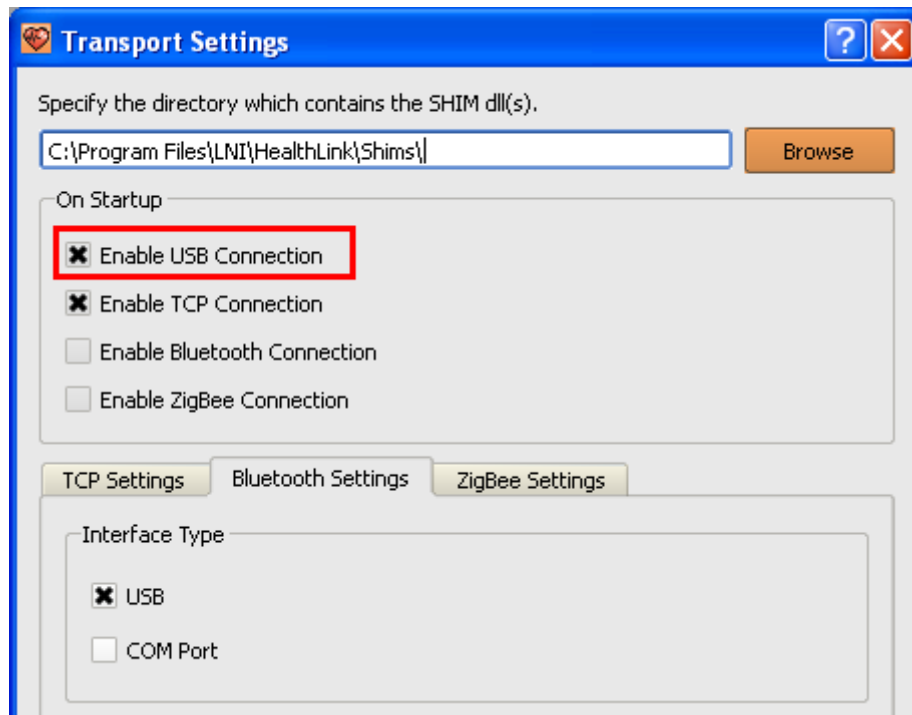 Transport Settings
Specify the directory which contains the SHIM dll(s).
C:\Program Files\LNI\HealthLink\Shims\
Browse
On Startup
Enable USB Connection
Enable TCP Connection
Enable Bluetooth Connection
Enable ZigBee Connection
TCP Settings Bluetooth Settings ZigBee Settings
Interface Type
USB
COM Port